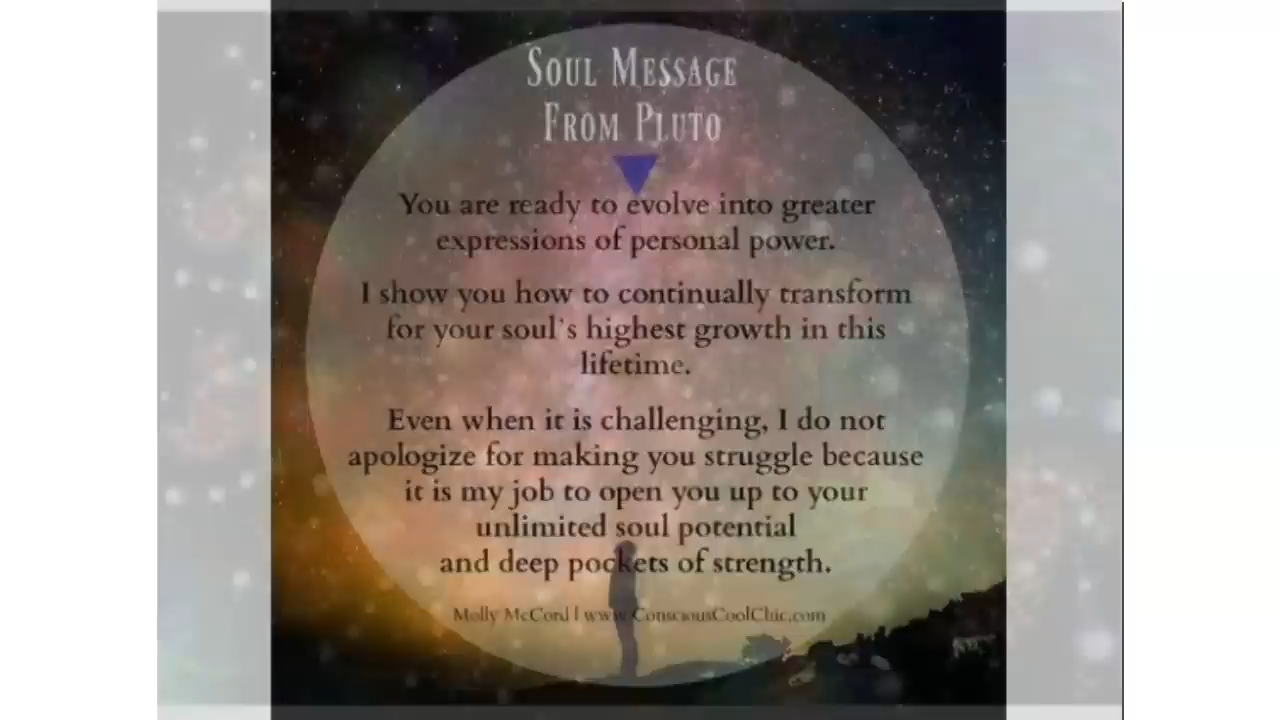 Soul Message
From Pluto
You are ready to evolve into greater
expressions of personal power.
I show you how to continually transform
for your soul's highest growth in this
lifetime.
Even when it is challenging, I do not
apologize for making you struggle because
it is my job to open you up to your
unlimited soul potential
and deep pockets of strength.
Molly McCord | www.ConsciousCoolChic.com